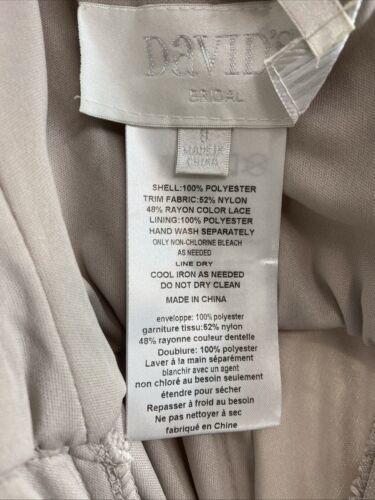 DAVID'S
BRIDAL
MADE IN
CHINA
SHELL:100% POLYESTER
TRIM FABRIC:52% NYLON
48% RAYON COLOR LACE
LINING:100% POLYESTER
HAND WASH SEPARATELY
ONLY NON-CHLORINE BLEACH
AS NEEDED
LINE DRY
COOL IRON AS NEEDED
DO NOT DRY CLEAN
MADE IN CHINA
enveloppe: 100% polyester
garniture tissu:52% nylon
48% rayonne couleur dentelle
Doublure: 100% polyester
Laver à la main séparément
blanchir avec un agent
non chloré au besoin seulement
étendre pour sécher
Repasser à froid au besoin
Ne pas nettoyer à sec
fabriqué en Chine